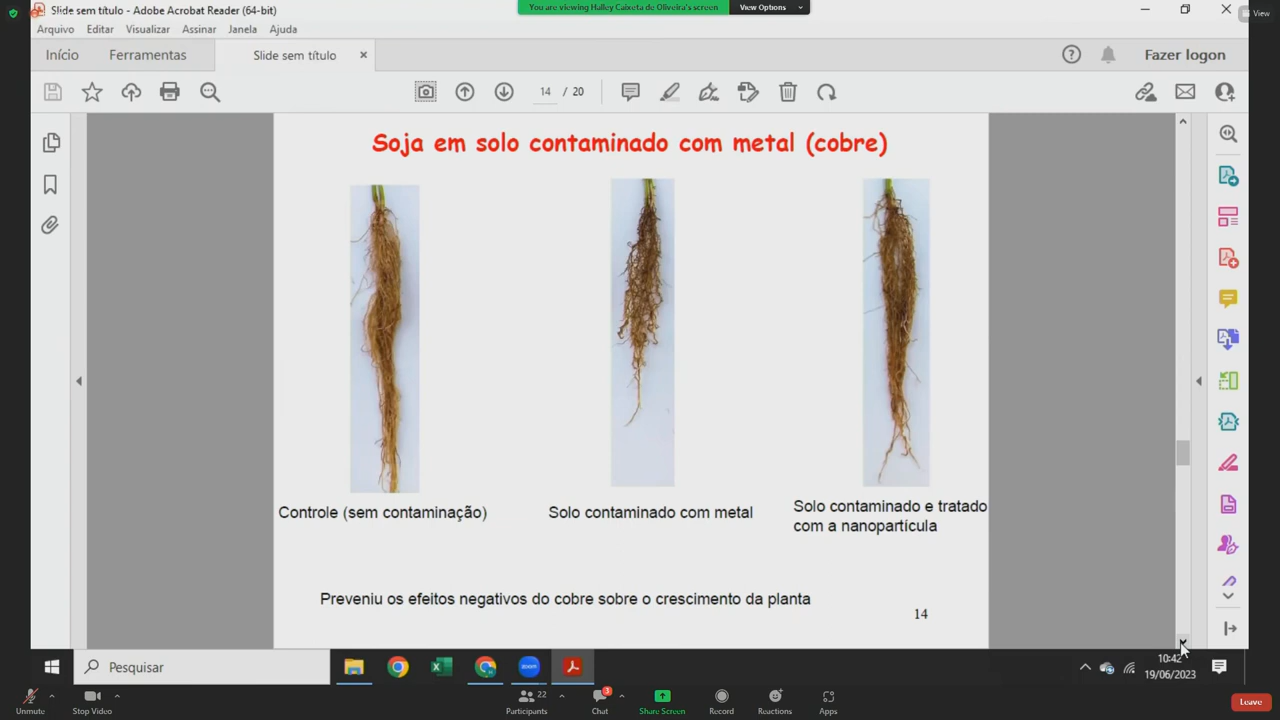 Slide sem título - Adobe Acrobat Reader (64-bit)
You are viewing Halley Caixeta de Oliveira's screen
View Options
View
Arquivo Editar Visualizar Assinar Janela Ajuda
Início Ferramentas Slide sem título × Fazer logon
14 / 20
Soja em solo contaminado com metal (cobre)
Controle (sem contaminação)
Solo contaminado com metal
Solo contaminado e tratado
com a nanopartícula
Preveniu os efeitos negativos do cobre sobre o crescimento da planta
14
Pesquisar
zoom
10:42
19/06/2023
Unmute Stop Video Participants 22 Chat 3 Share Screen Record Reactions Apps Leave